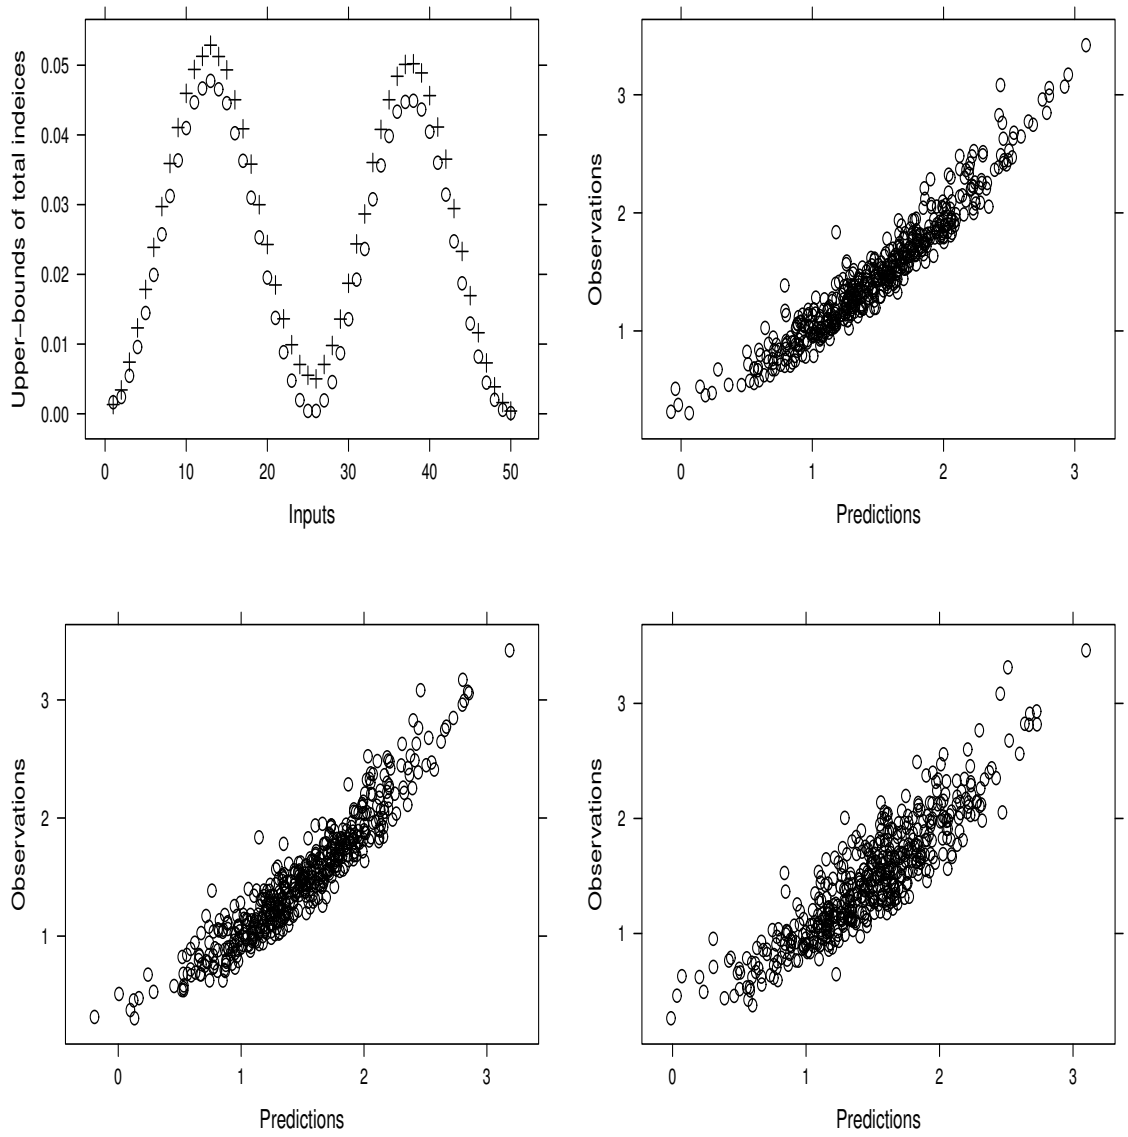 Upper−bounds of total indeices
0.05
0.04
0.03
0.02
0.01
0.00
0 10 20 30 40 50
Inputs
Observations
3
2
1
0 1 2 3
Predictions
Observations
3
2
1
0 1 2 3
Predictions
Observations
3
2
1
0 1 2 3
Predictions